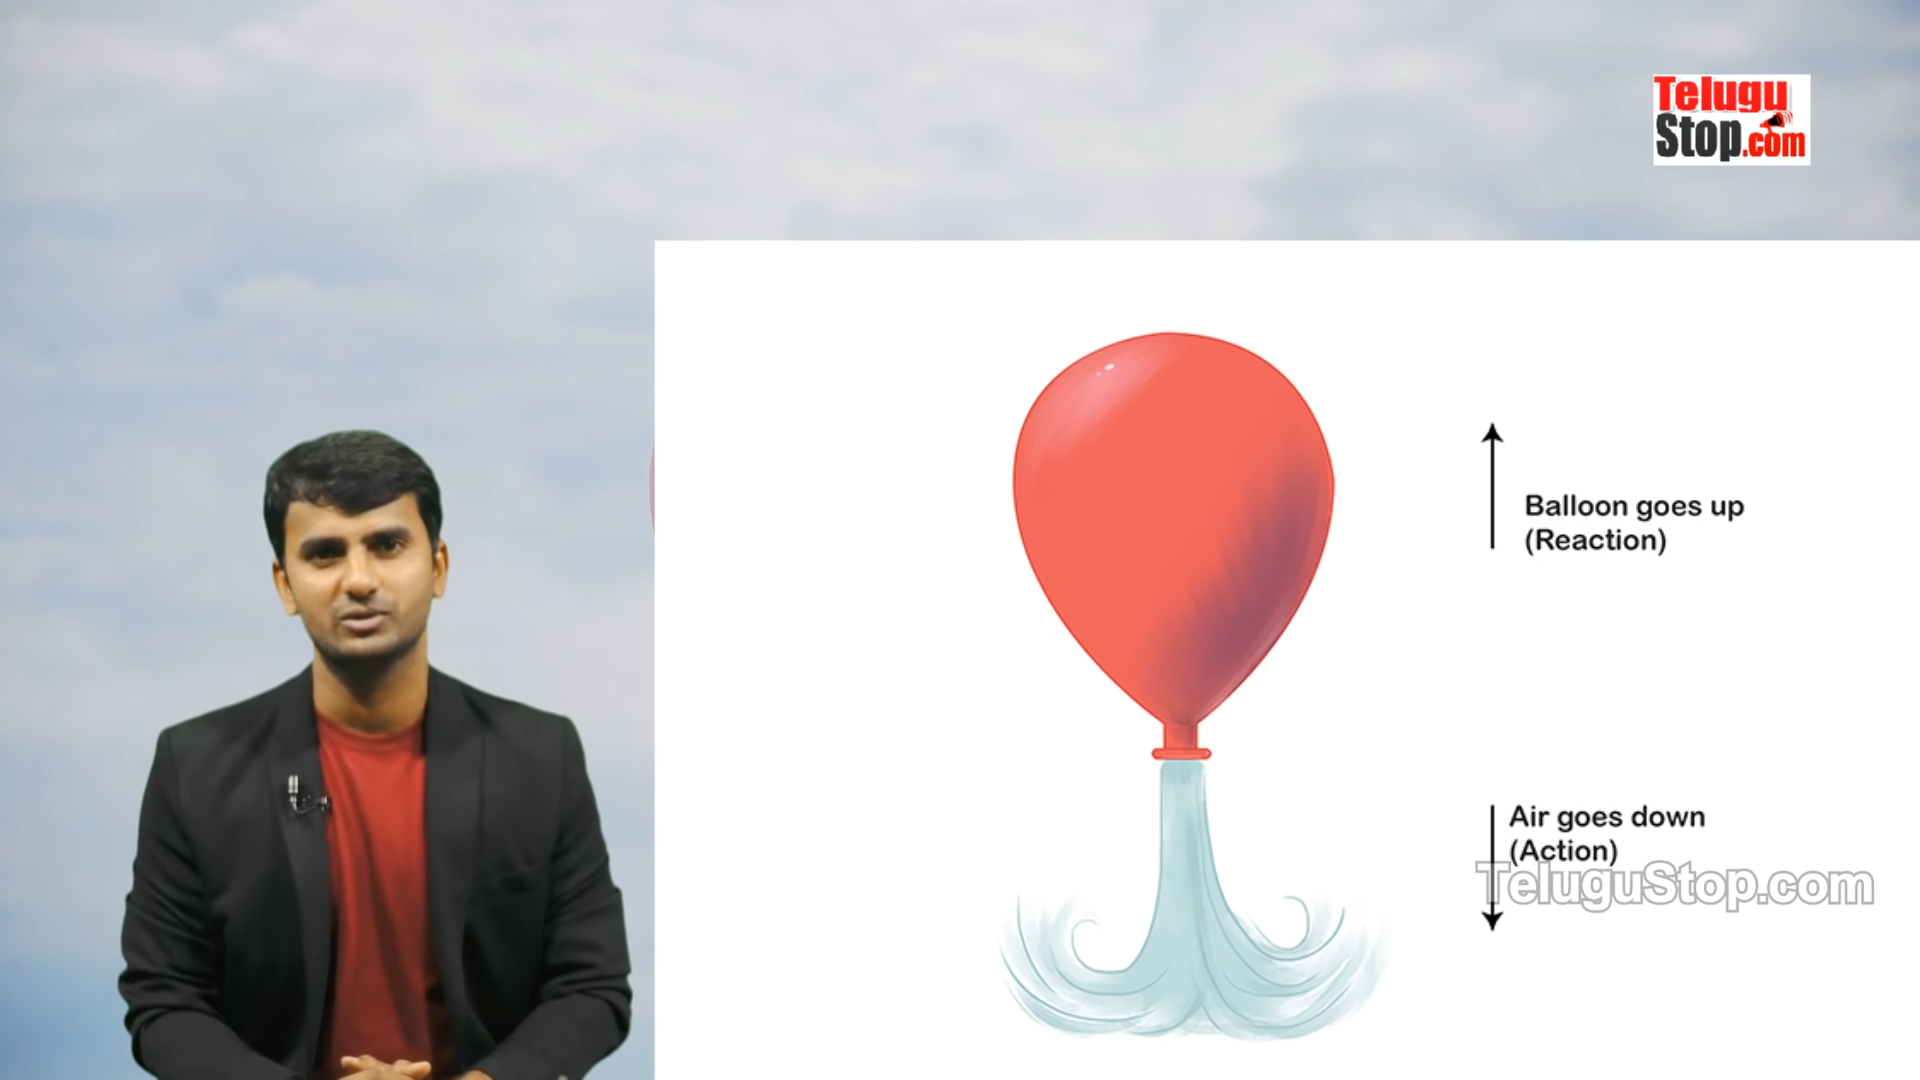 Telugu
Stop.com
Balloon goes up
(Reaction)
Air goes down
(Action)
TeluguStop.com